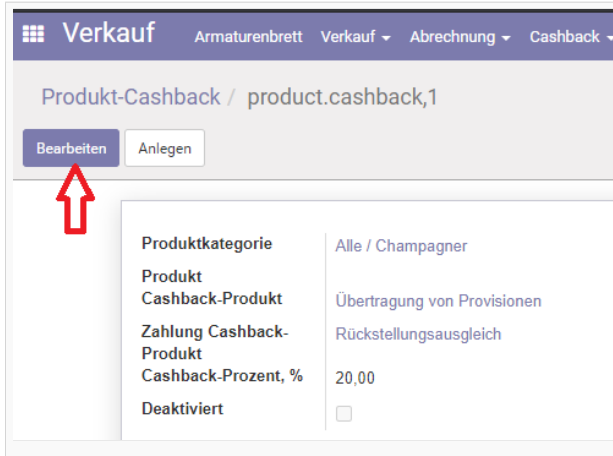 Verkauf Armaturenbrett Verkauf Abrechnung Cashback
Produkt-Cashback / product.cashback,1
Bearbeiten Anlegen
Produktkategorie Alle / Champagner
Produkt
Cashback-Produkt Übertragung von Provisionen
Zahlung Cashback- Rückstellungsausgleich
Produkt
Cashback-Prozent, % 20,00
Deaktiviert